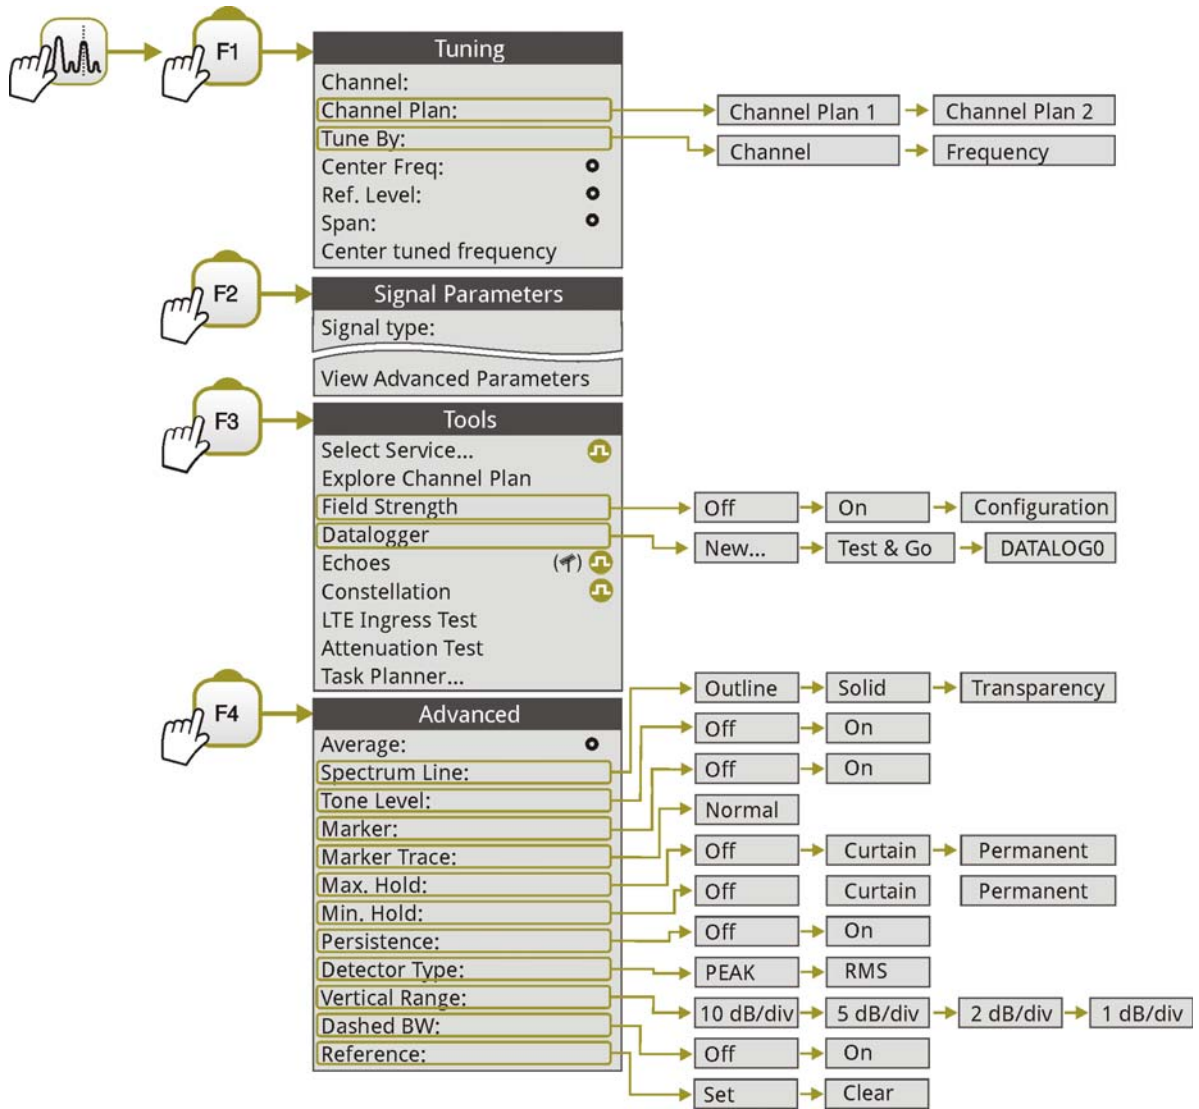 F1
Tuning
Channel:
Channel Plan:
Channel Plan 1
Channel Plan 2
Tune By:
Channel
Frequency
Center Freq:
Ref. Level:
Span:
Center tuned frequency
F2
Signal Parameters
Signal type:
View Advanced Parameters
F3
Tools
Select Service...
Explore Channel Plan
Field Strength
Off
On
Configuration
Datalogger
New...
Test & Go
DATALOG0
Echoes
Constellation
LTE Ingress Test
Attenuation Test
Task Planner...
F4
Advanced
Average:
Spectrum Line:
Outline
Solid
Transparency
Tone Level:
Off
On
Marker:
Off
On
Marker Trace:
Normal
Max. Hold:
Off
Curtain
Permanent
Min. Hold:
Off
Curtain
Permanent
Persistence:
Off
On
Detector Type:
PEAK
RMS
Vertical Range:
10 dB/div
5 dB/div
2 dB/div
1 dB/div
Dashed BW:
Off
On
Reference:
Set
Clear